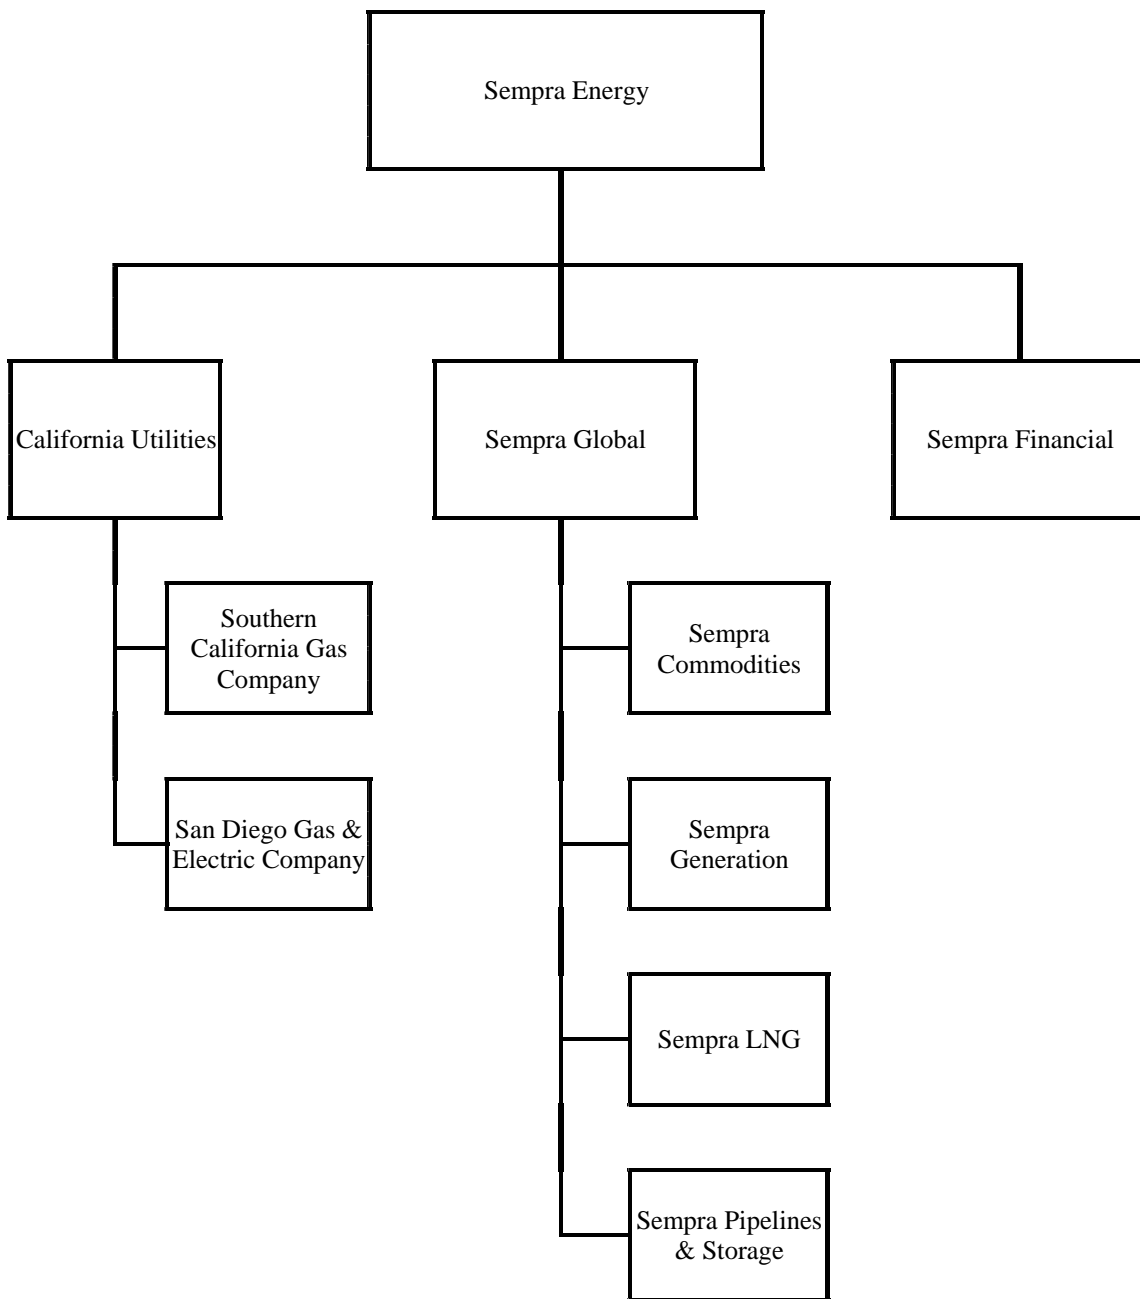 Sempra Energy
California Utilities
Sempra Global
Sempra Financial
Southern
California Gas
Company
San Diego Gas &
Electric Company
Sempra
Commodities
Sempra
Generation
Sempra LNG
Sempra Pipelines
& Storage